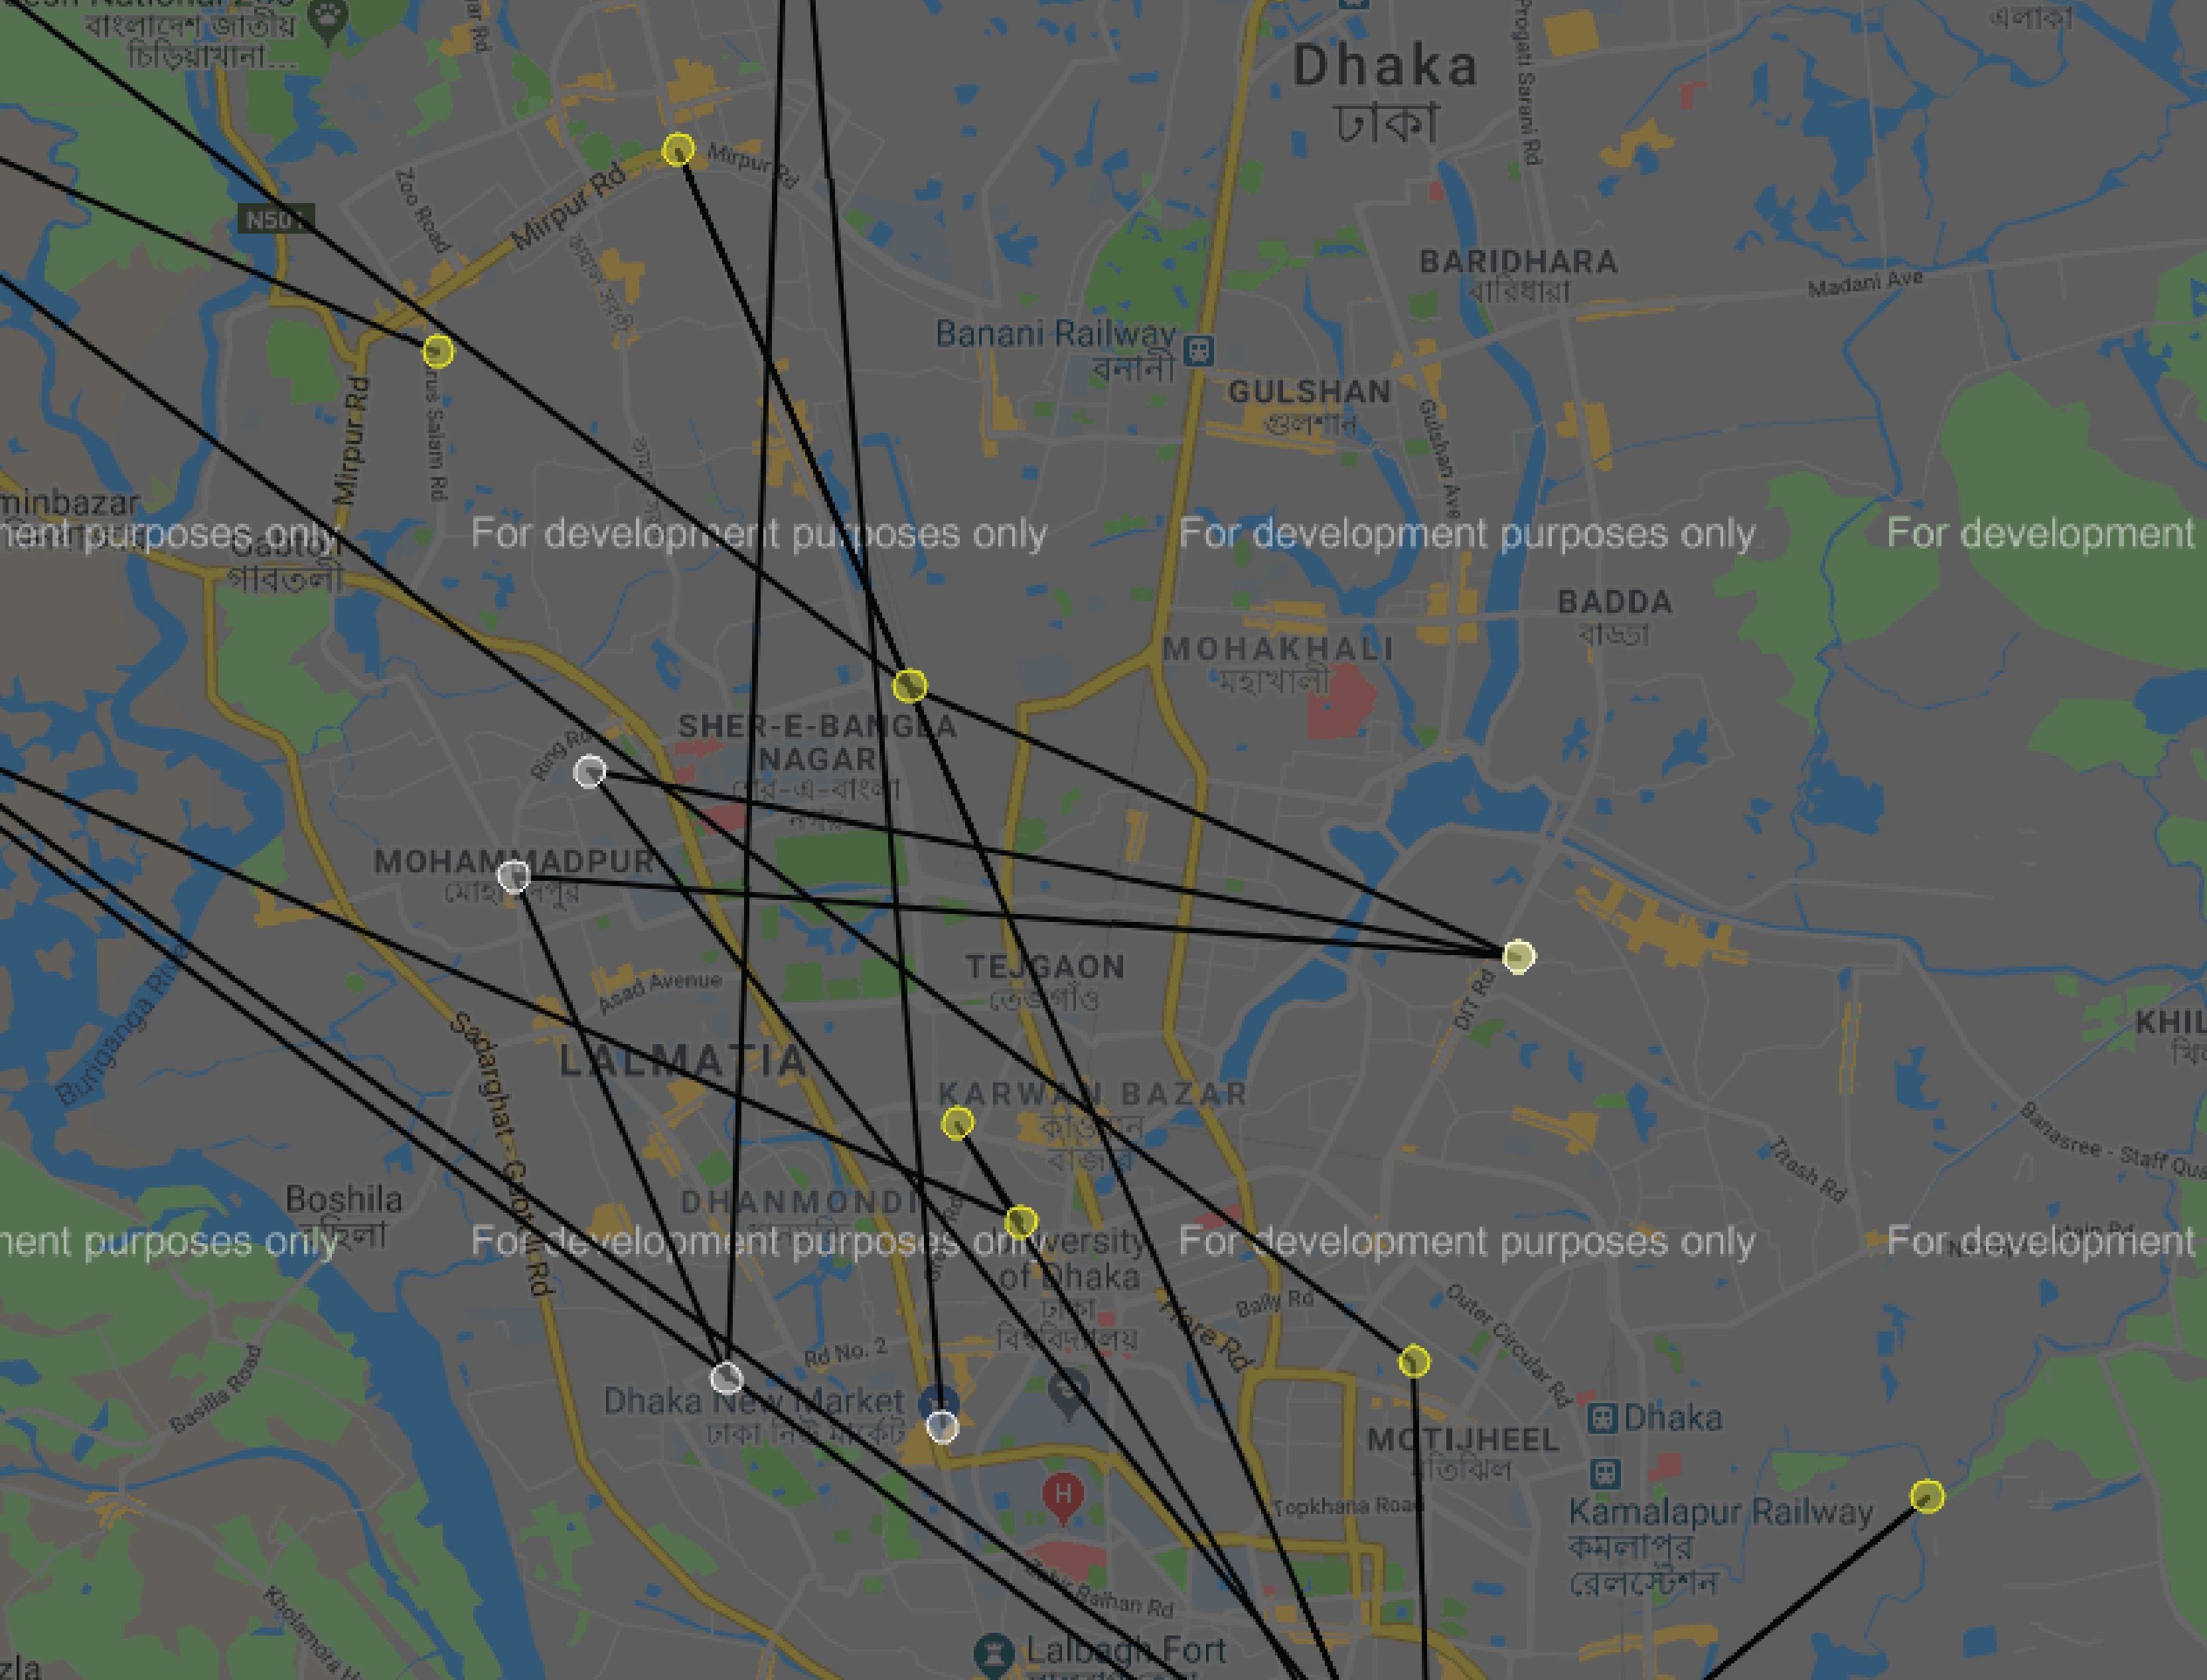 বাংলাদেশ জাতীয়
চিড়িয়াখানা...
এলাকা
Dhaka
ঢাকা
Progati Sarani Rd
Mirpur Rd
Zoo Road
Mirpur Rd
BARIDHARA
বারিধারা
Madani Ave
Banani Railway
বনানী
GULSHAN
গুলশান
Gulshan Ave
Mirpur Rd
rus Salam Rd
minbazar
ment purposes only
For development purposes only
For development purposes only
For development
Gabtoli
গাবতলী
BADDA
বাড্ডা
MOHAKHALI
মহাখালী
SHER-E-BANGLA
NAGAR
শের-এ-বাংলা
নগর
Ring Rd
MOHAMMADPUR
TEJGAON
তেজগাঁও
Asad Avenue
DIT Rd
KHIL
খি
Buriganga River
Sadarghat - Gabtoli Rd
LALMATIA
KARWAN BAZAR
কাওরান
বাজার
Banasree - Staff Qua
Titash Rd
Boshila
বছিলা
DHANMONDI
ment purposes only
For development purposes only
For development purposes only
For development
University
of Dhaka
ঢাকা
বিশ্ববিদ্যালয়
Bally Rd
Outer Circular Rd
Hare Rd
Rd No. 2
Basilla Road
Dhaka New Market
ঢাকা নিউ মার্কেট
Dhaka
MOTIJHEEL
মতিঝিল
H
Topkhana Road
Kamalapur Railway
কমলাপুর
রেলস্টেশন
Zahir Raihan Rd
Kholamora
Lalbagh Fort
zla